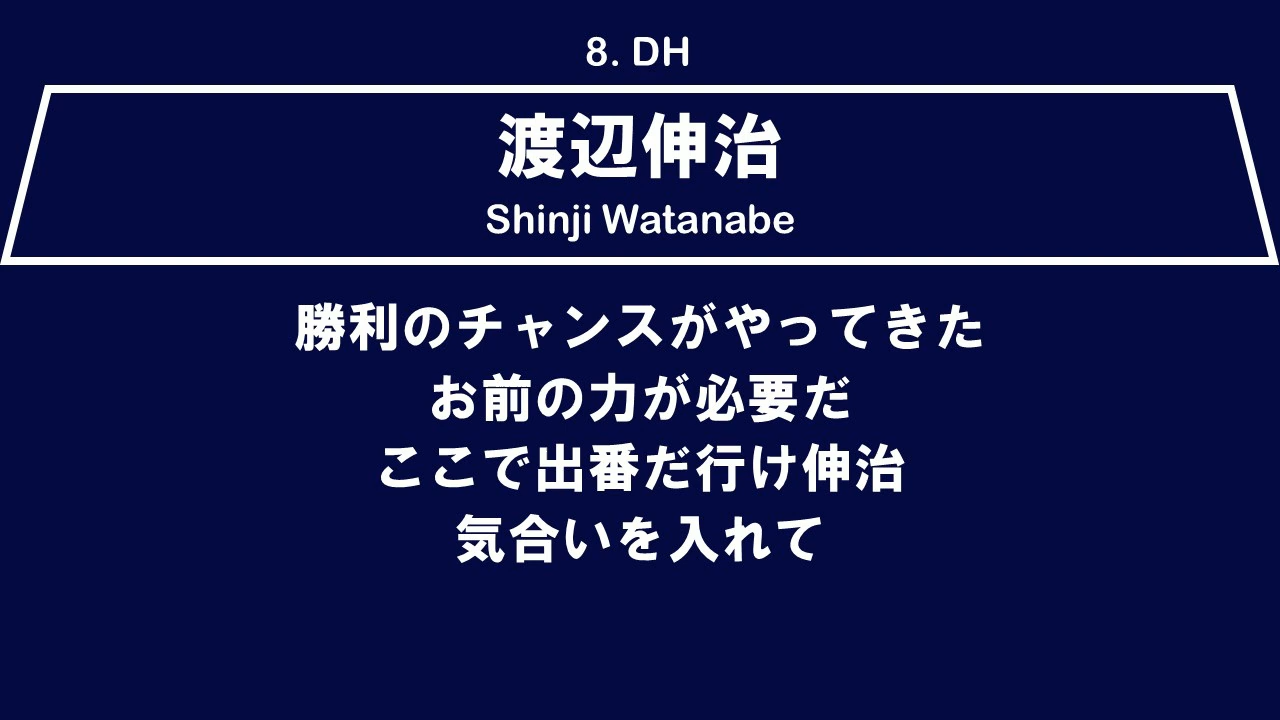 8. DH
渡辺伸治
Shinji Watanabe
勝利のチャンスがやってきた
お前の力が必要だ
ここで出番だ行け伸治
気合いを入れて